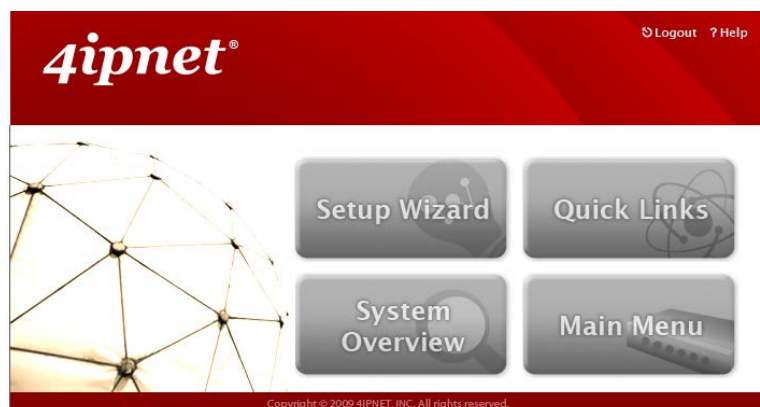 4ipnet®
Logout ? Help
Setup Wizard
Quick Links
System
Overview
Main Menu
Copyright © 2009 4IPNET, INC. All rights reserved.